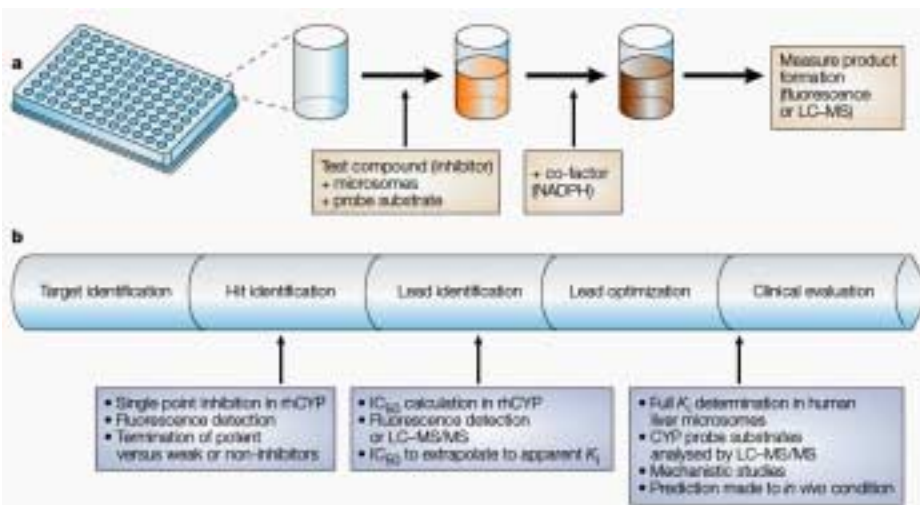 a
Measure product
formation
(fluorescence
or LC–MS)
Test compound (inhibitor)
+ microsomes
+ probe substrate
+ co-factor
(NADPH)
b
Target identification
Hit identification
Lead identification
Lead optimization
Clinical evaluation
• Single point inhibition in rhCYP
• Fluorescence detection
• Termination of potent
versus weak or non-inhibitors
• IC50 calculation in rhCYP
• Fluorescence detection
or LC–MS/MS
• IC50 to extrapolate to apparent Ki
• Full Ki determination in human
liver microsomes
• CYP probe substrates
analysed by LC–MS/MS
• Mechanistic studies
• Prediction made to in vivo condition